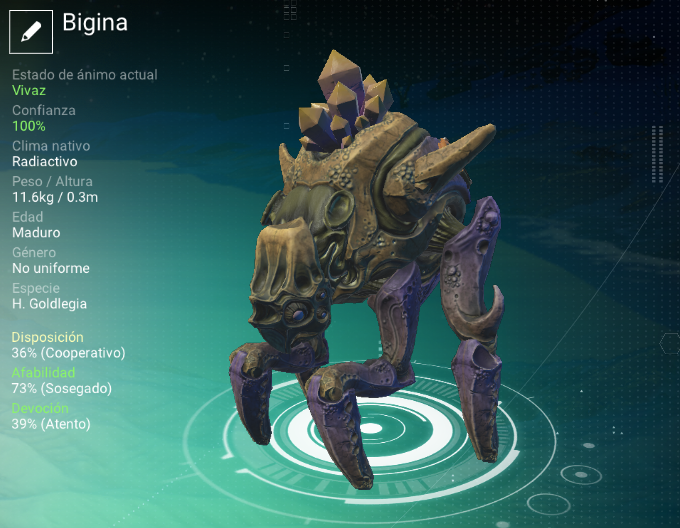 Bigina
Estado de ánimo actual
Vivaz
Confianza
100%
Clima nativo
Radiactivo
Peso / Altura
11.6kg / 0.3m
Edad
Maduro
Género
No uniforme
Especie
H. Goldlegia
Disposición
36% (Cooperativo)
Afabilidad
73% (Sosegado)
Devoción
39% (Atento)